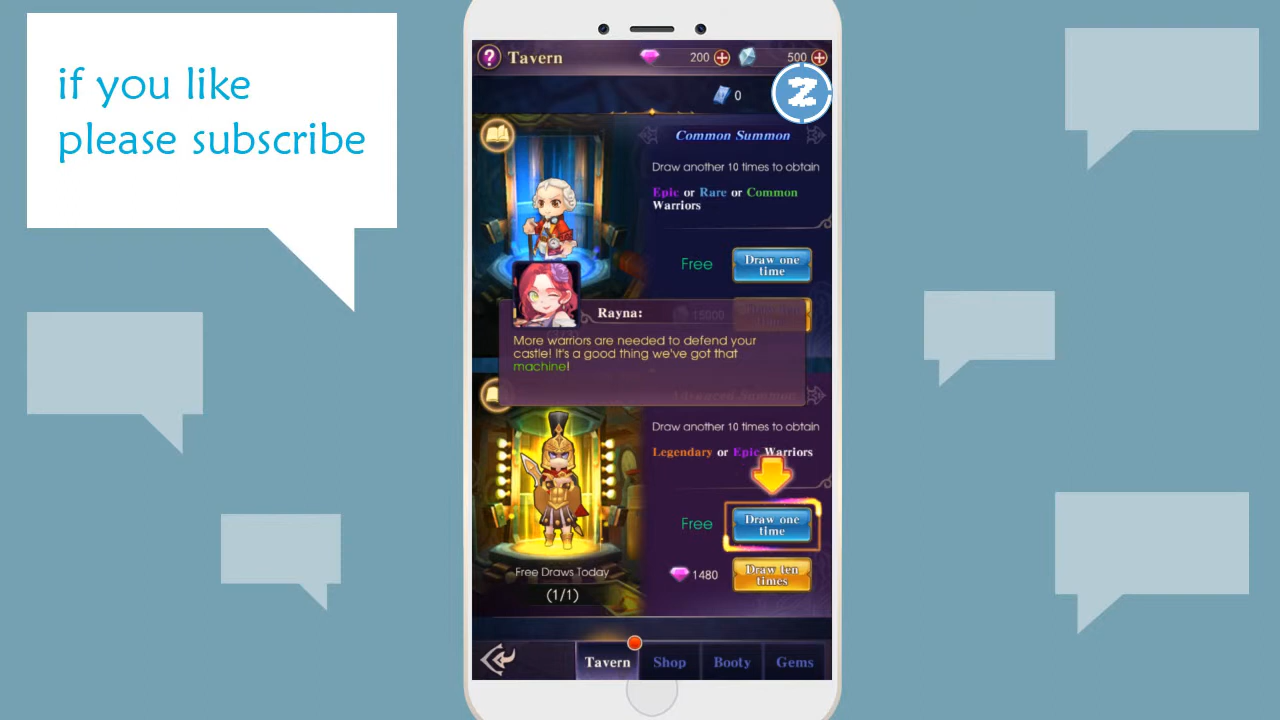 if you like
please subscribe
Tavern
200
500
0
Z
Common Summon
Draw another 10 times to obtain
Epic or Rare or Common
Warriors
Free
Draw one
time
15000
Rayna:
More warriors are needed to defend your
castle! It's a good thing we've got that
machine!
Advanced Summon
Draw another 10 times to obtain
Legendary or Epic Warriors
Free
Draw one
time
Free Draws Today
(1/1)
1480
Draw ten
times
Tavern
Shop
Booty
Gems